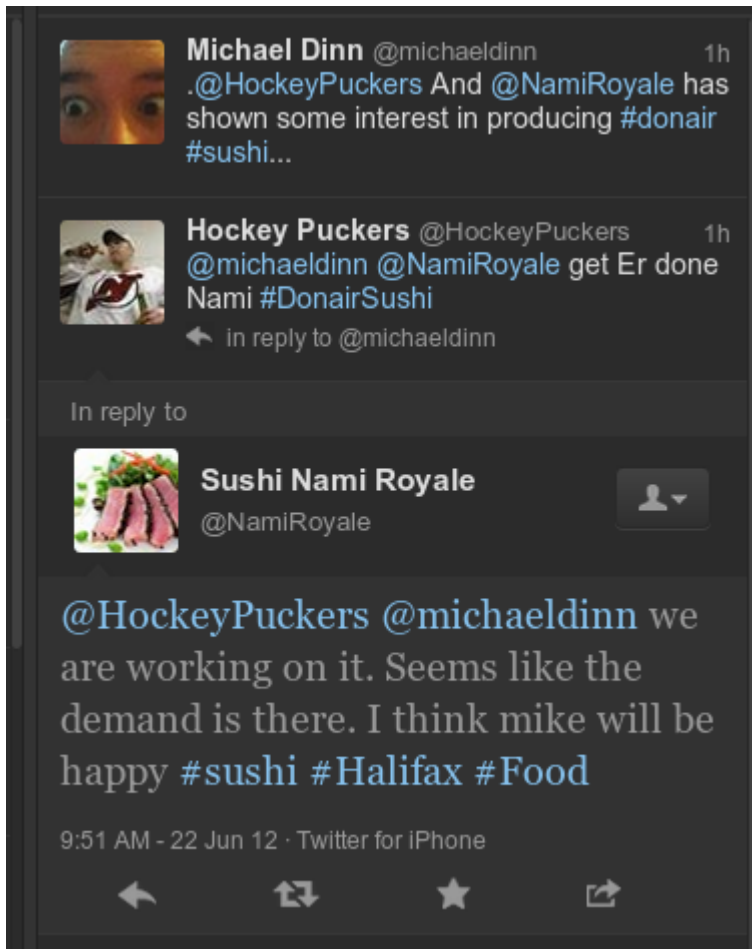 Michael Dinn @michaeldinn 1h
.@HockeyPuckers And @NamiRoyale has
shown some interest in producing #donair
#sushi...
Hockey Puckers @HockeyPuckers 1h
@michaeldinn @NamiRoyale get Er done
Nami #DonairSushi
in reply to @michaeldinn
In reply to
Sushi Nami Royale
@NamiRoyale
@HockeyPuckers @michaeldinn we
are working on it. Seems like the
demand is there. I think mike will be
happy #sushi #Halifax #Food
9:51 AM - 22 Jun 12 · Twitter for iPhone